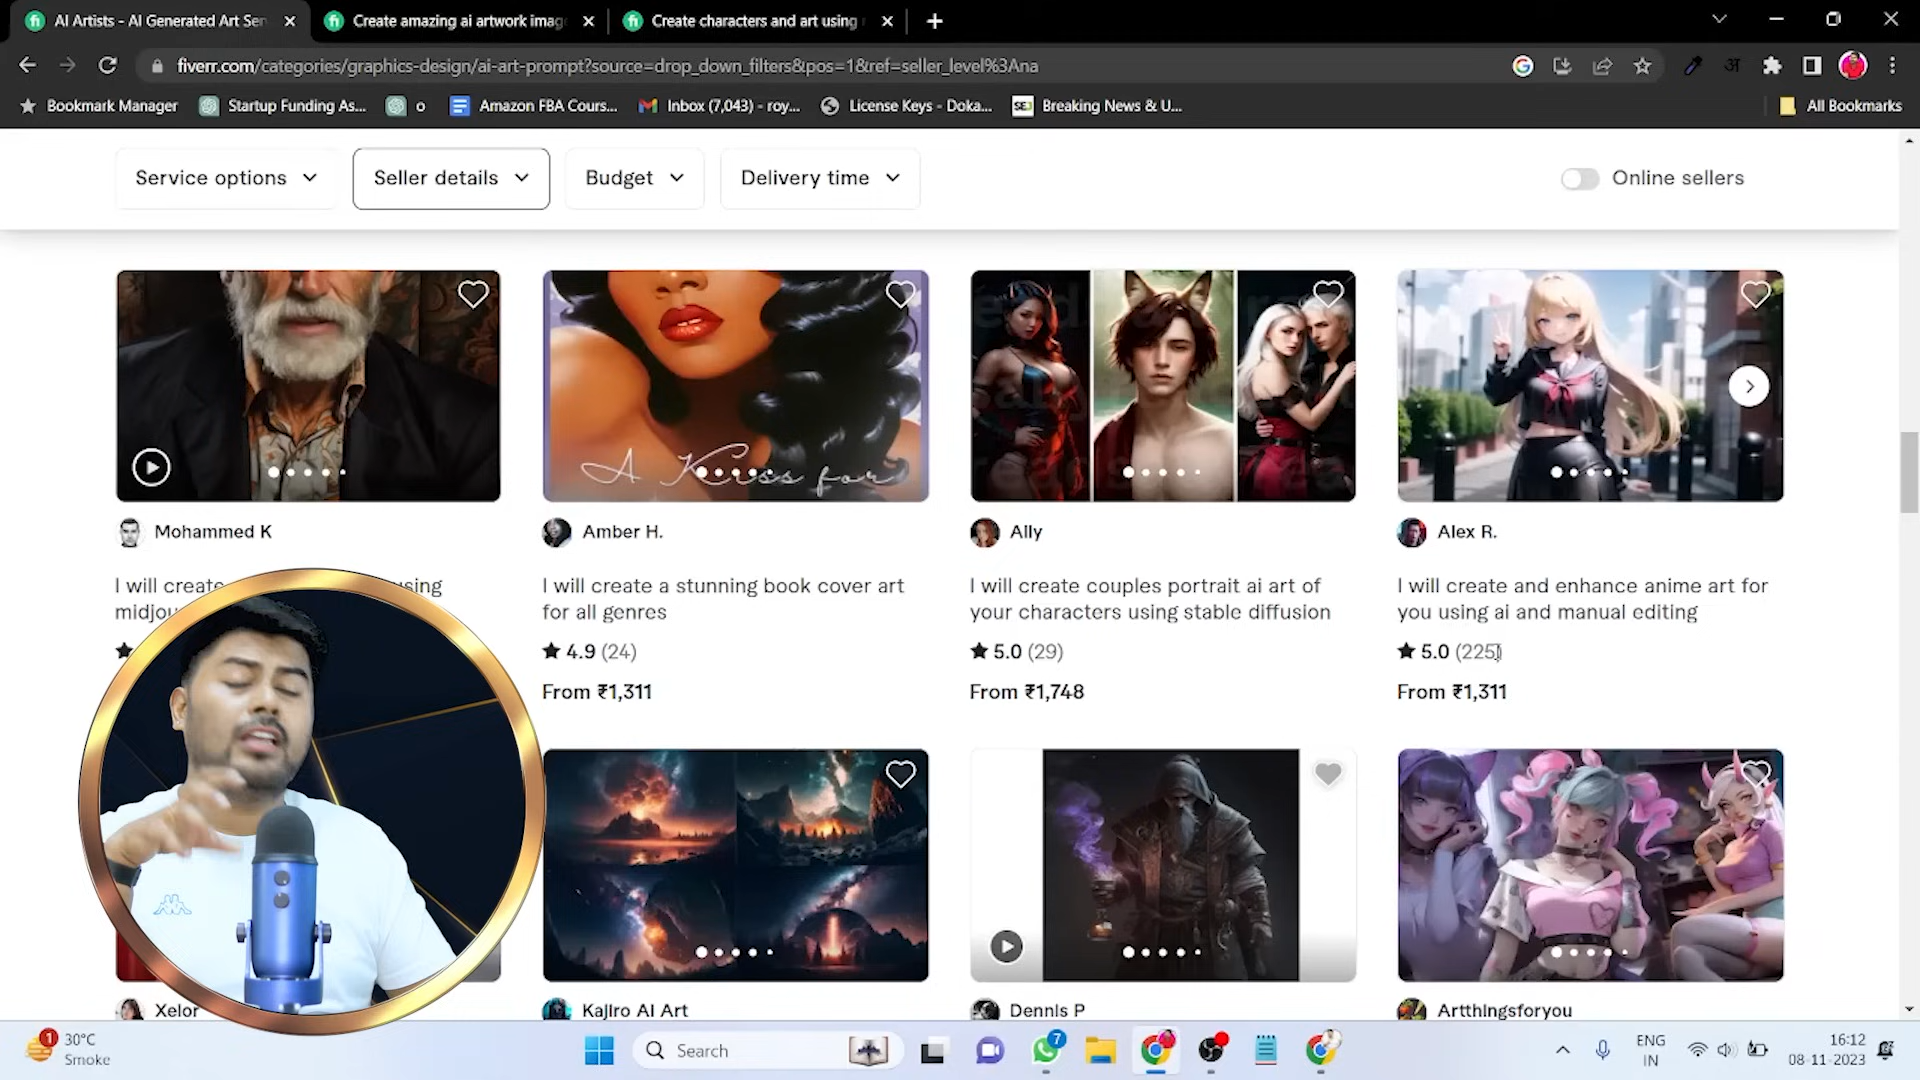 AI Artists - AI Generated Art Ser
Create amazing ai artwork imag
Create characters and art using
fiverr.com/categories/graphics-design/ai-art-prompt?source=drop_down_filters&pos=1&ref=seller_level%3Ana
Bookmark Manager
Startup Funding As...
o
Amazon FBA Cours...
Inbox (7,043) - roy...
License Keys - Doka...
SEJ
Breaking News & U...
All Bookmarks
Service options
Seller details
Budget
Delivery time
Online sellers
A Kiss for
Mohammed K
Amber H.
Ally
Alex R.
I will create using
midjou
I will create a stunning book cover art
for all genres
I will create couples portrait ai art of
your characters using stable diffusion
I will create and enhance anime art for
you using ai and manual editing
4.9 (24)
5.0 (29)
5.0 (225)
From ₹1,311
From ₹1,748
From ₹1,311
Xelor
Kajiro AI Art
Dennis P
Artthingsforyou
1
30°C
Smoke
Search
7
ENG
IN
16:12
08-11-2023